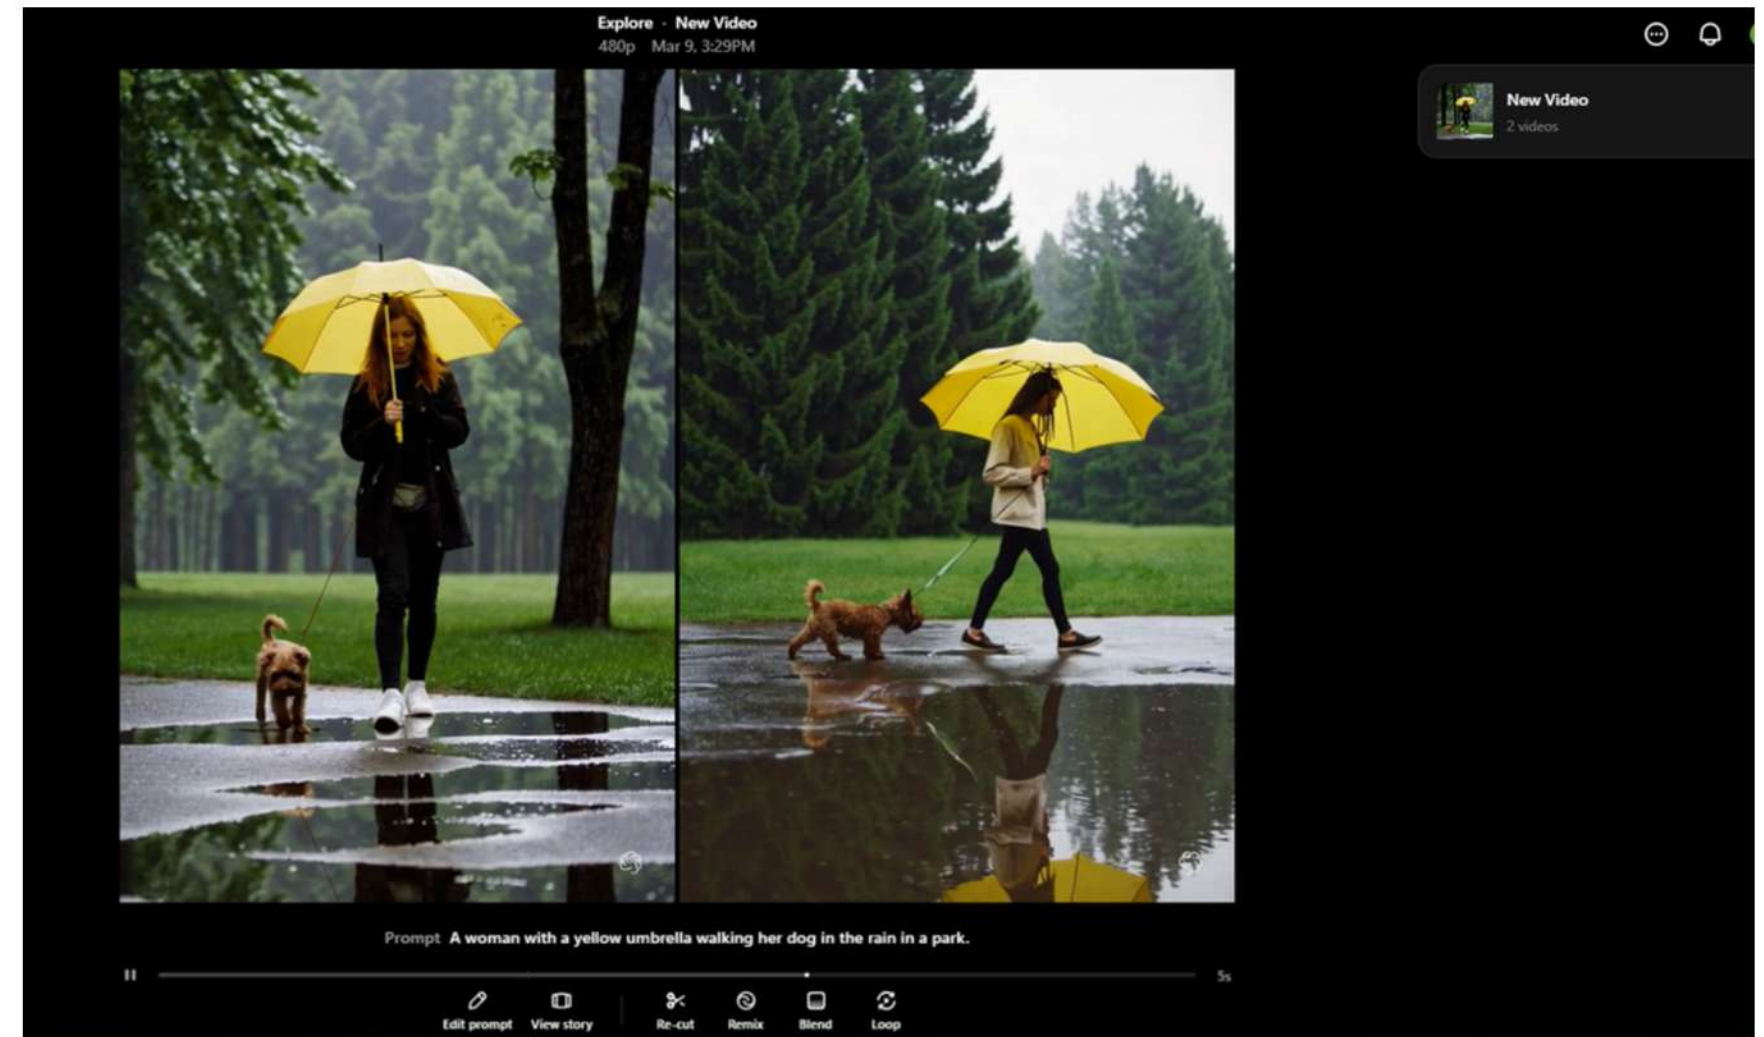 Explore · New Video
480p Mar 9, 3:29PM
New Video
2 videos
Prompt A woman with a yellow umbrella walking her dog in the rain in a park.
5s
Edit prompt View story Re-cut Remix Blend Loop